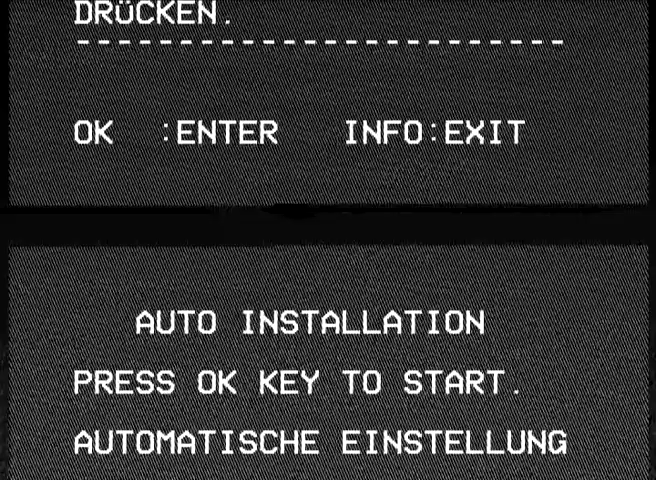 DRÜCKEN.
--------------------------
OK :ENTER INFO:EXIT
AUTO INSTALLATION
PRESS OK KEY TO START.
AUTOMATISCHE EINSTELLUNG